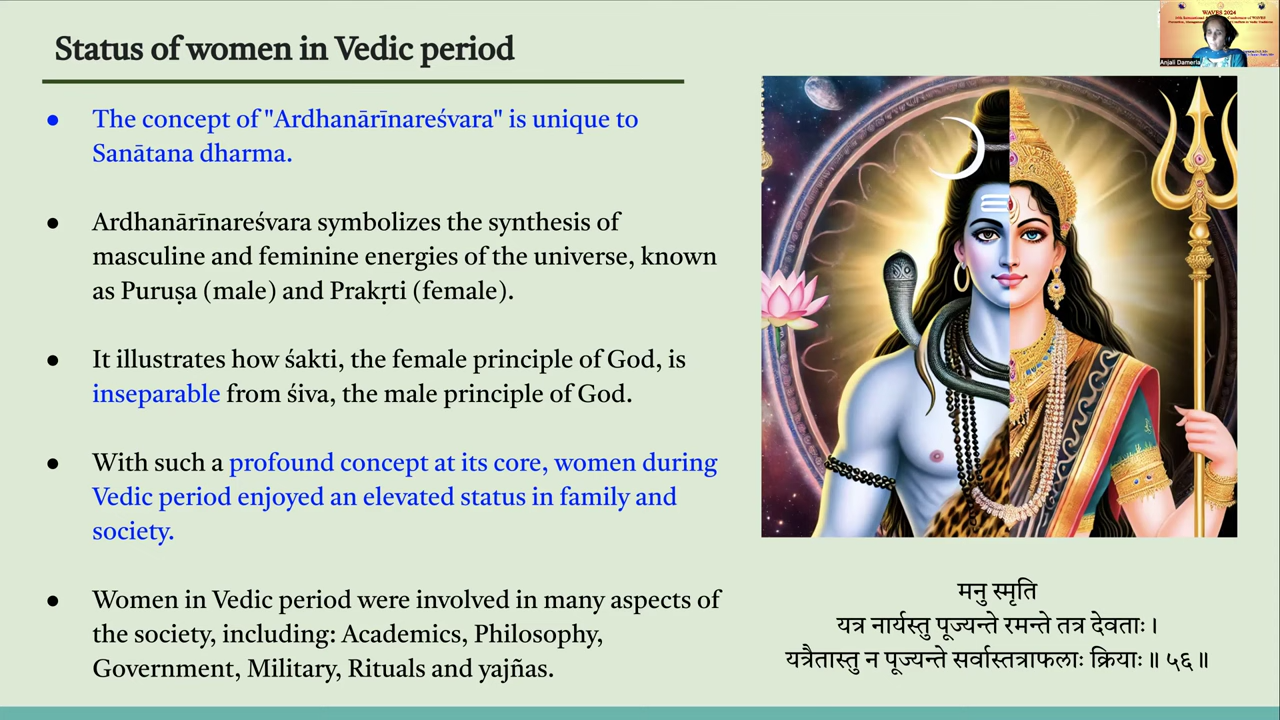 Status of women in Vedic period
WAVES 2024
Anjali Damerla
● The concept of "Ardhanārīnareśvara" is unique to
Sanātana dharma.
● Ardhanārīnareśvara symbolizes the synthesis of
masculine and feminine energies of the universe, known
as Puruṣa (male) and Prakṛti (female).
● It illustrates how śakti, the female principle of God, is
inseparable from śiva, the male principle of God.
● With such a profound concept at its core, women during
Vedic period enjoyed an elevated status in family and
society.
● Women in Vedic period were involved in many aspects of
the society, including: Academics, Philosophy,
Government, Military, Rituals and yajñas.
मनु स्मृति
यत्र नार्यस्तु पूज्यन्ते रमन्ते तत्र देवताः ।
यत्रैतास्तु न पूज्यन्ते सर्वास्तत्राफलाः क्रियाः ॥ ५६ ॥